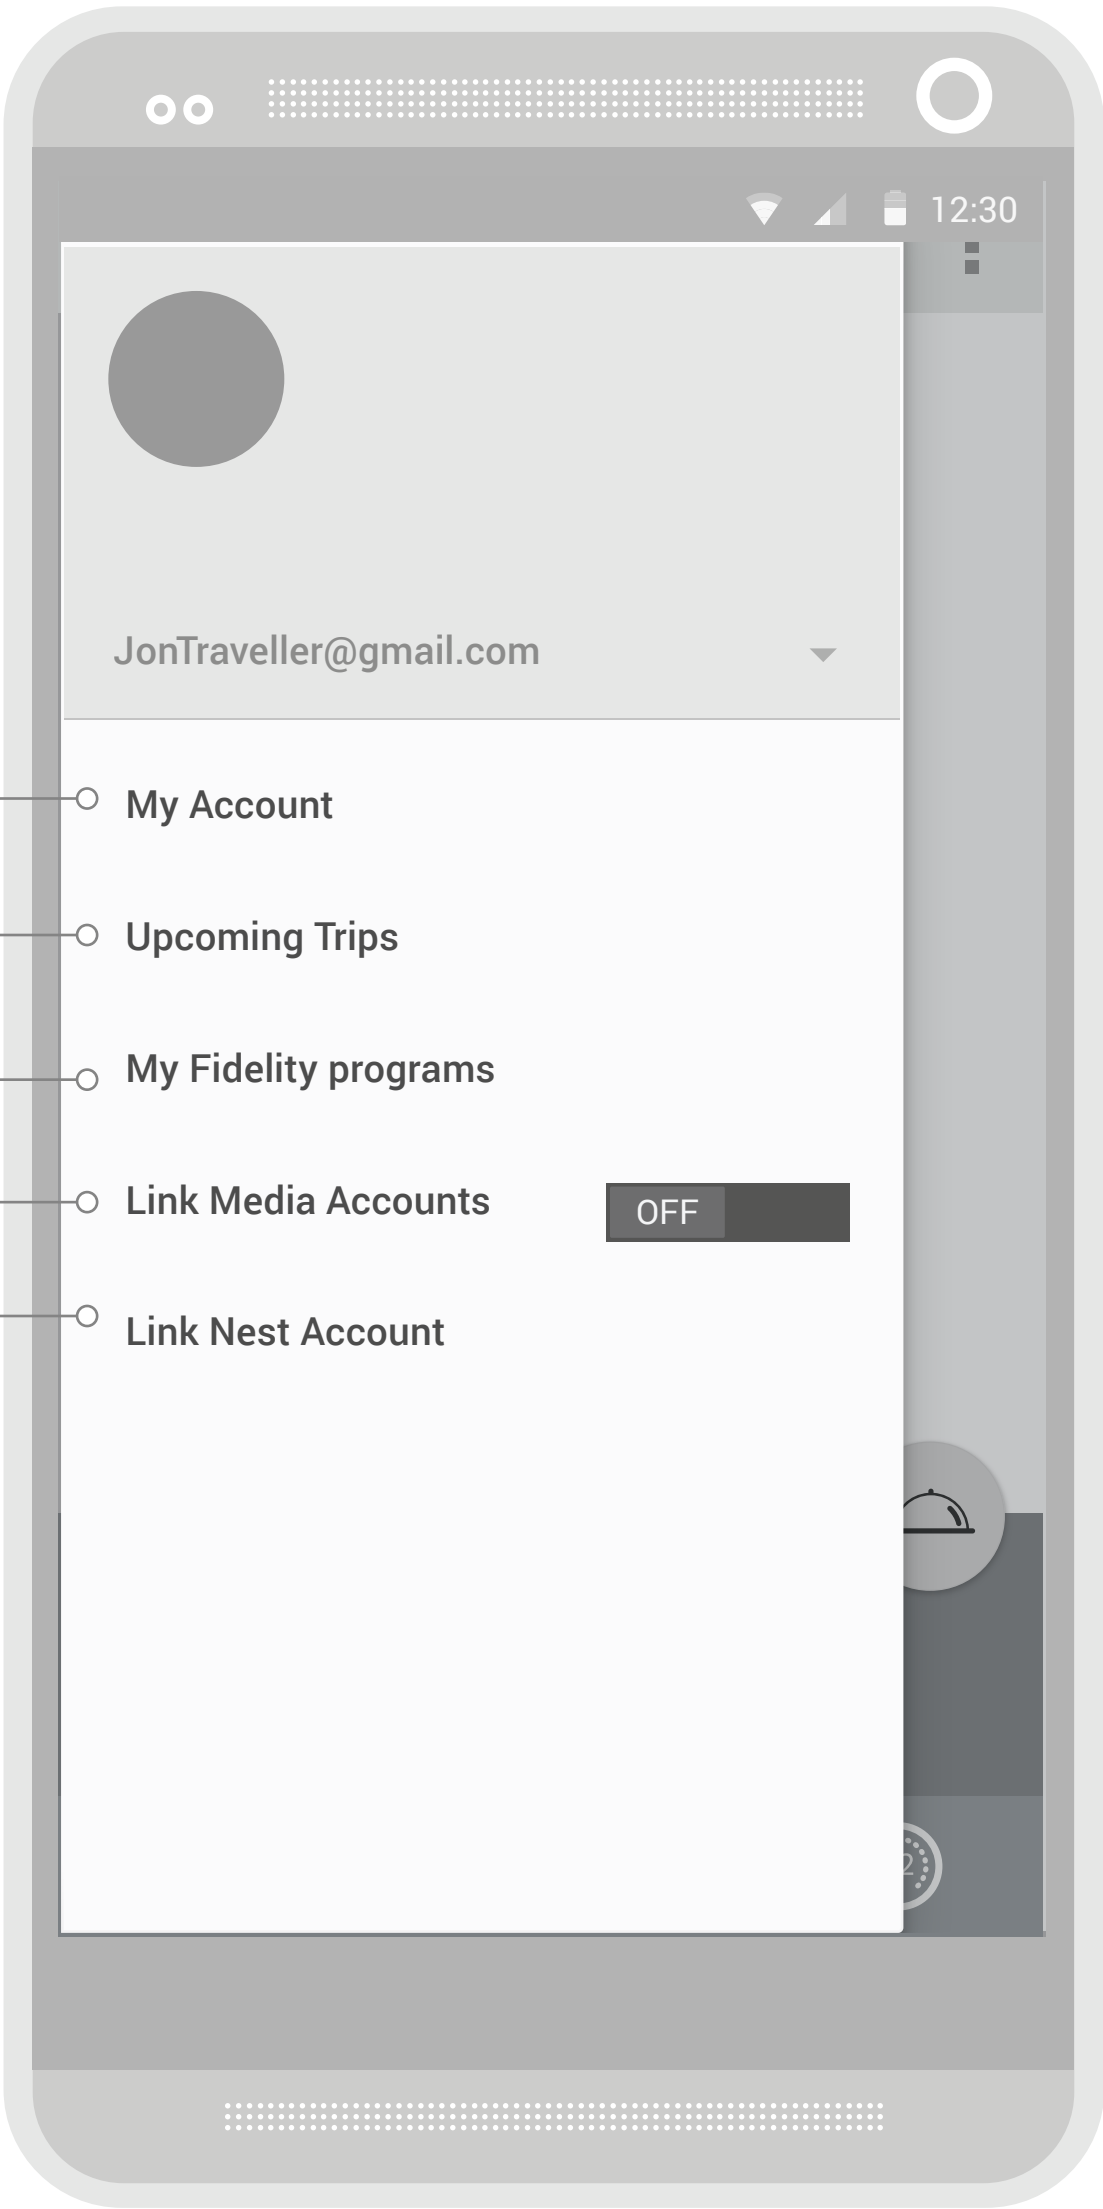 12:30
JonTraveller@gmail.com
My Account
Upcoming Trips
My Fidelity programs
Link Media Accounts
OFF
Link Nest Account
2